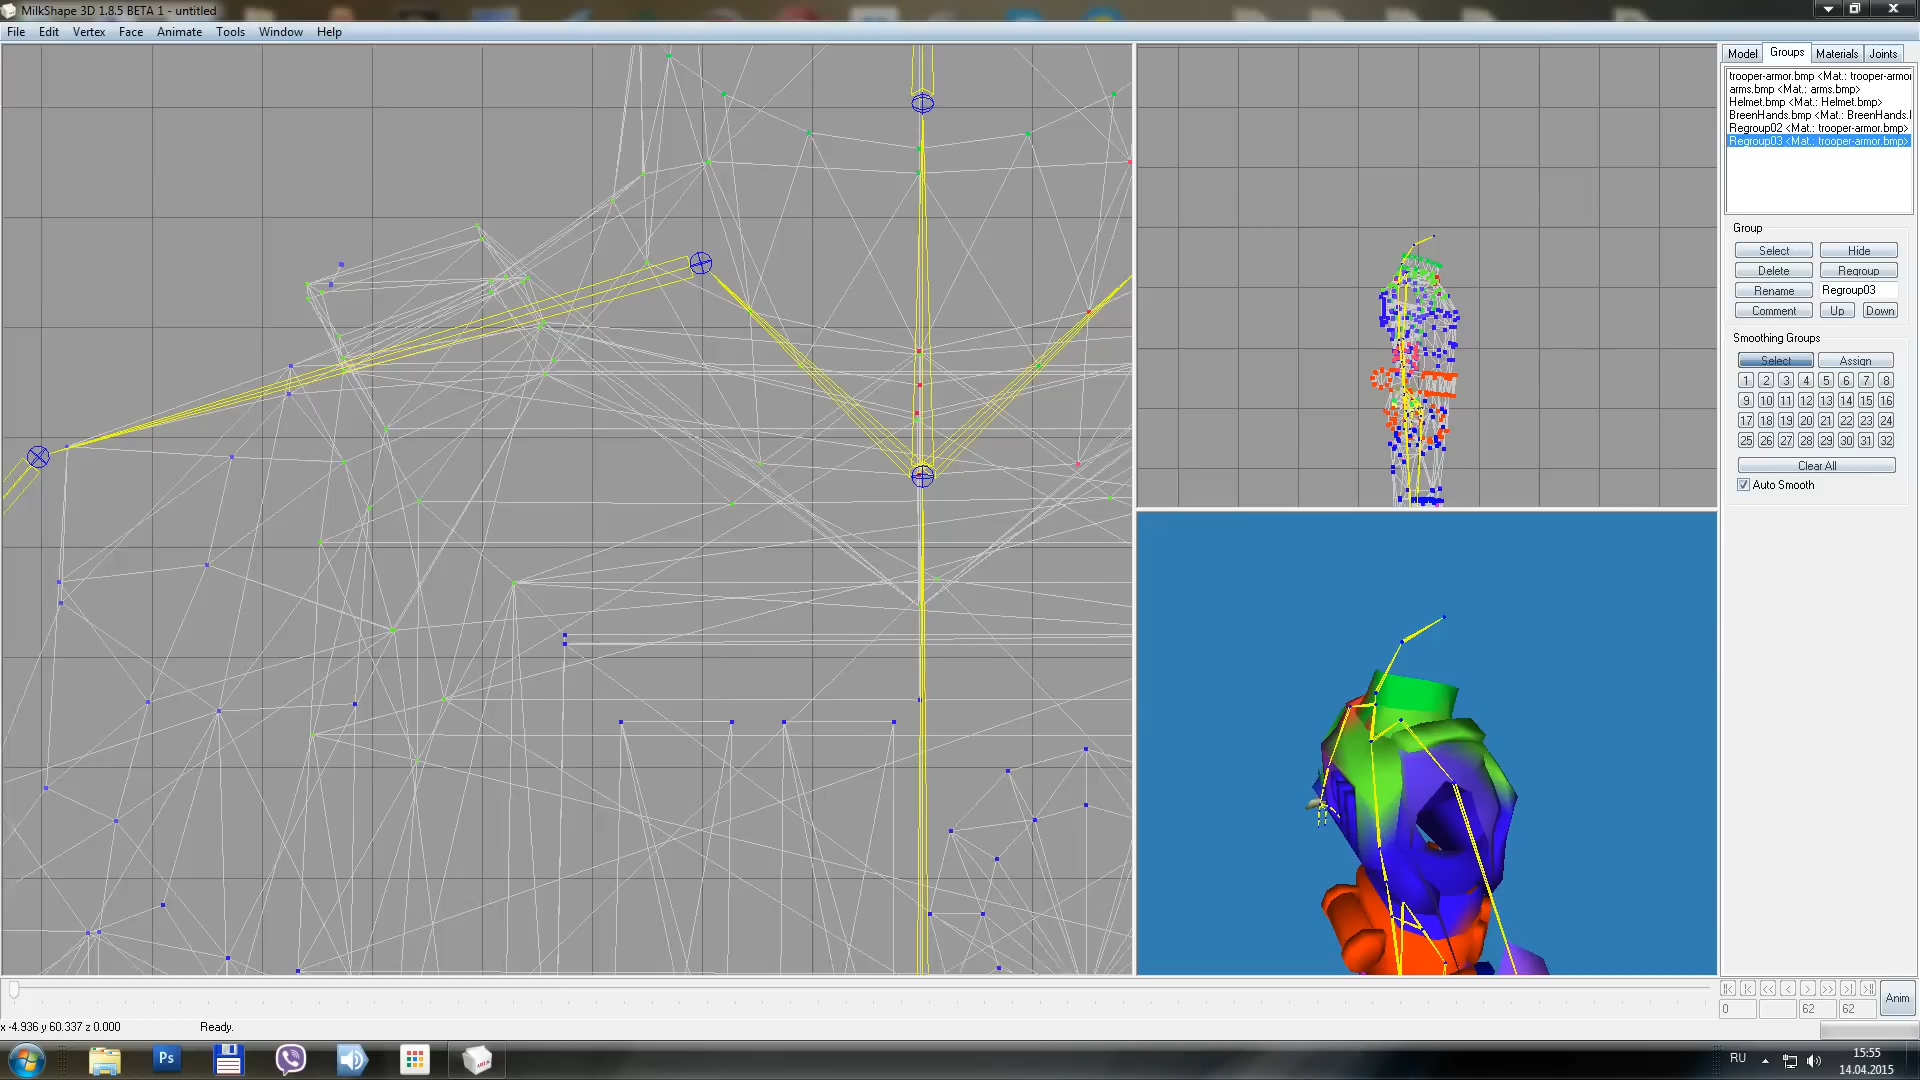 MilkShape 3D 1.8.5 BETA 1 - untitled
File Edit Vertex Face Animate Tools Window Help
Model Groups Materials Joints
trooper-armor.bmp <Mat.: trooper-armor
arms.bmp <Mat.: arms.bmp>
Helmet.bmp <Mat.: Helmet.bmp>
BreenHands.bmp <Mat.: BreenHands.
Regroup02 <Mat.: trooper-armor.bmp>
Regroup03 <Mat.: trooper-armor.bmp>
Group
Select Hide
Delete Regroup
Rename Regroup03
Comment Up Down
Smoothing Groups
Select Assign
1 2 3 4 5 6 7 8
9 10 11 12 13 14 15 16
17 18 19 20 21 22 23 24
25 26 27 28 29 30 31 32
Clear All
Auto Smooth
Anim
0 62 62
x -4.936 y 60.337 z 0.000 Ready.
Ps
RU
15:55
14.04.2015